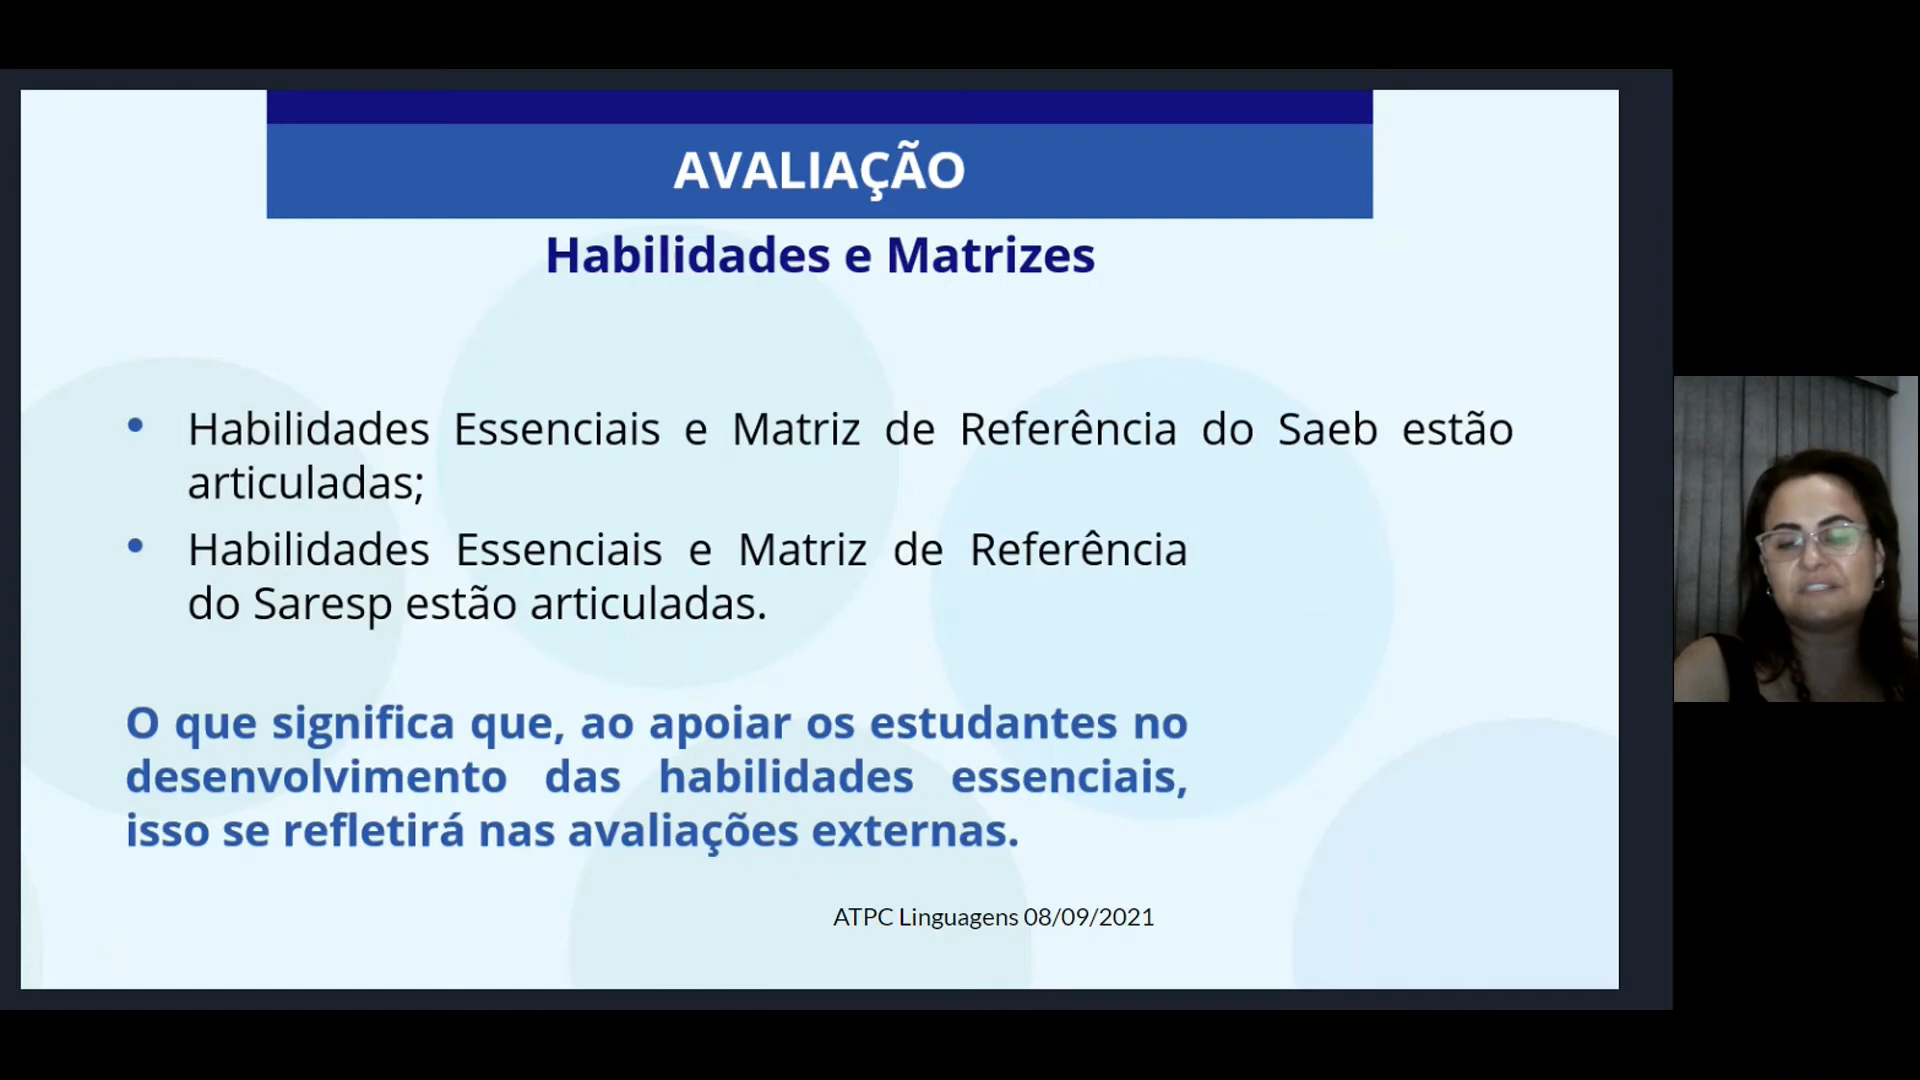 AVALIAÇÃO
Habilidades e Matrizes
• Habilidades Essenciais e Matriz de Referência do Saeb estão
articuladas;
• Habilidades Essenciais e Matriz de Referência
do Saresp estão articuladas.
O que significa que, ao apoiar os estudantes no
desenvolvimento das habilidades essenciais,
isso se refletirá nas avaliações externas.
ATPC Linguagens 08/09/2021